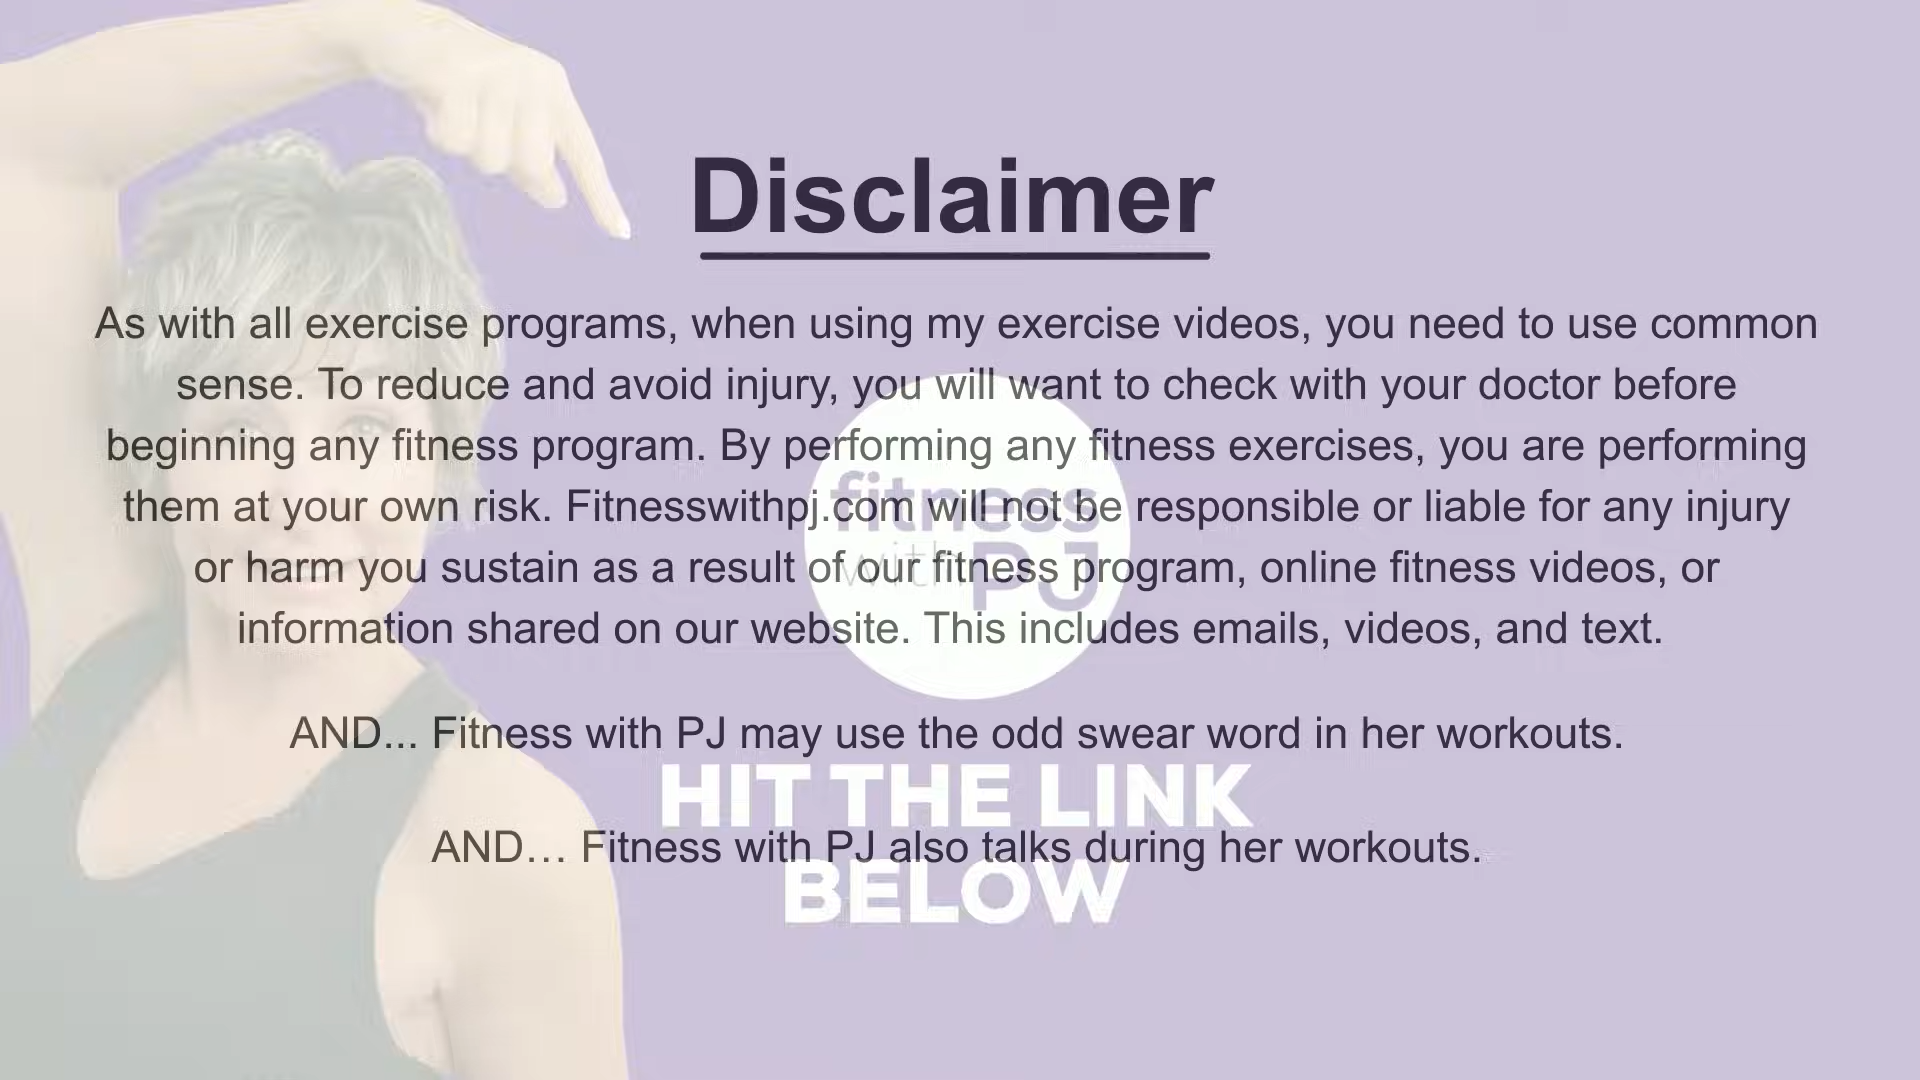 Disclaimer
As with all exercise programs, when using my exercise videos, you need to use common
sense. To reduce and avoid injury, you will want to check with your doctor before
beginning any fitness program. By performing any fitness exercises, you are performing
them at your own risk. Fitnesswithpj.com will not be responsible or liable for any injury
or harm you sustain as a result of our fitness program, online fitness videos, or
information shared on our website. This includes emails, videos, and text.
fitness
with PJ
AND... Fitness with PJ may use the odd swear word in her workouts.
HIT THE LINK
AND... Fitness with PJ also talks during her workouts.
BELOW